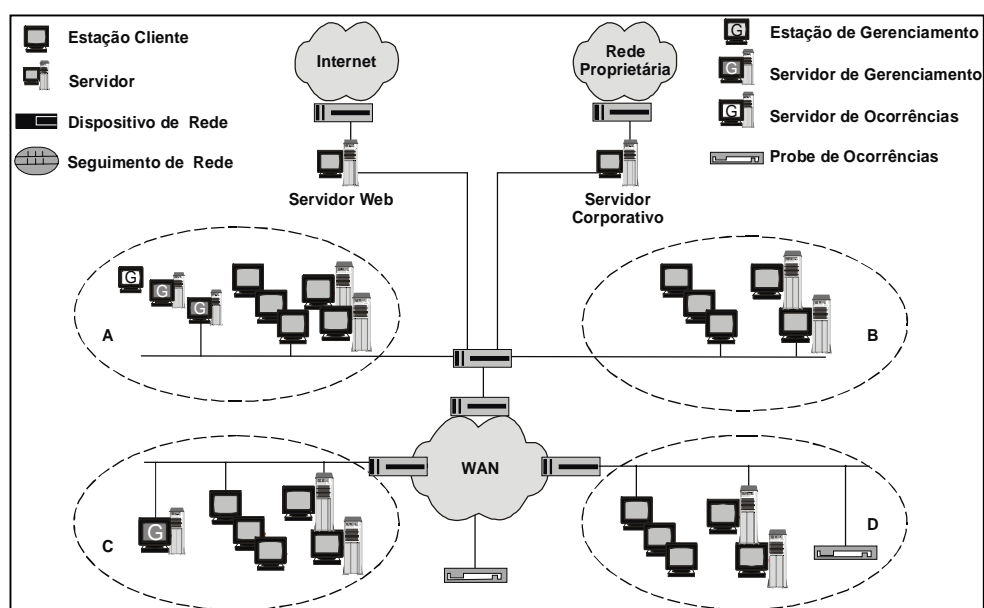 Estação Cliente
Servidor
Dispositivo de Rede
Seguimento de Rede
Internet
Rede
Proprietária
Estação de Gerenciamento
Servidor de Gerenciamento
Servidor de Ocorrências
Probe de Ocorrências
G
G
G
Servidor Web
Servidor
Corporativo
G
G
G
A
B
WAN
G
C
D